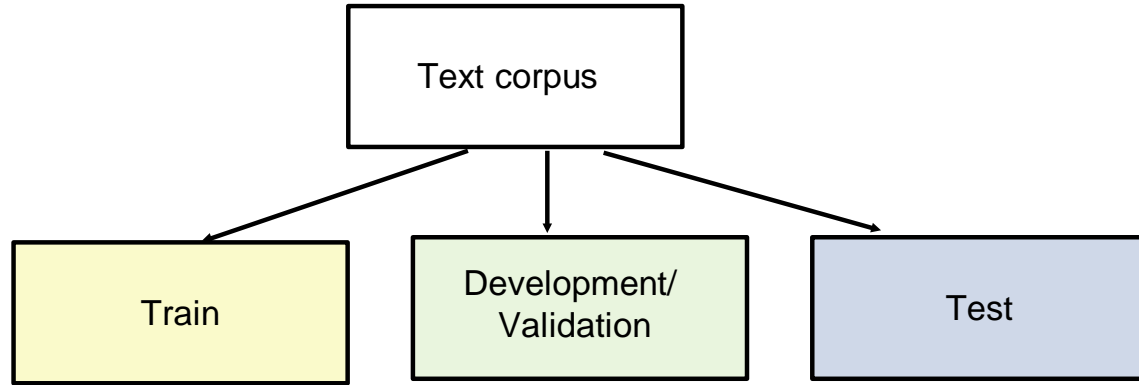 Text corpus
Train
Development/
Validation
Test